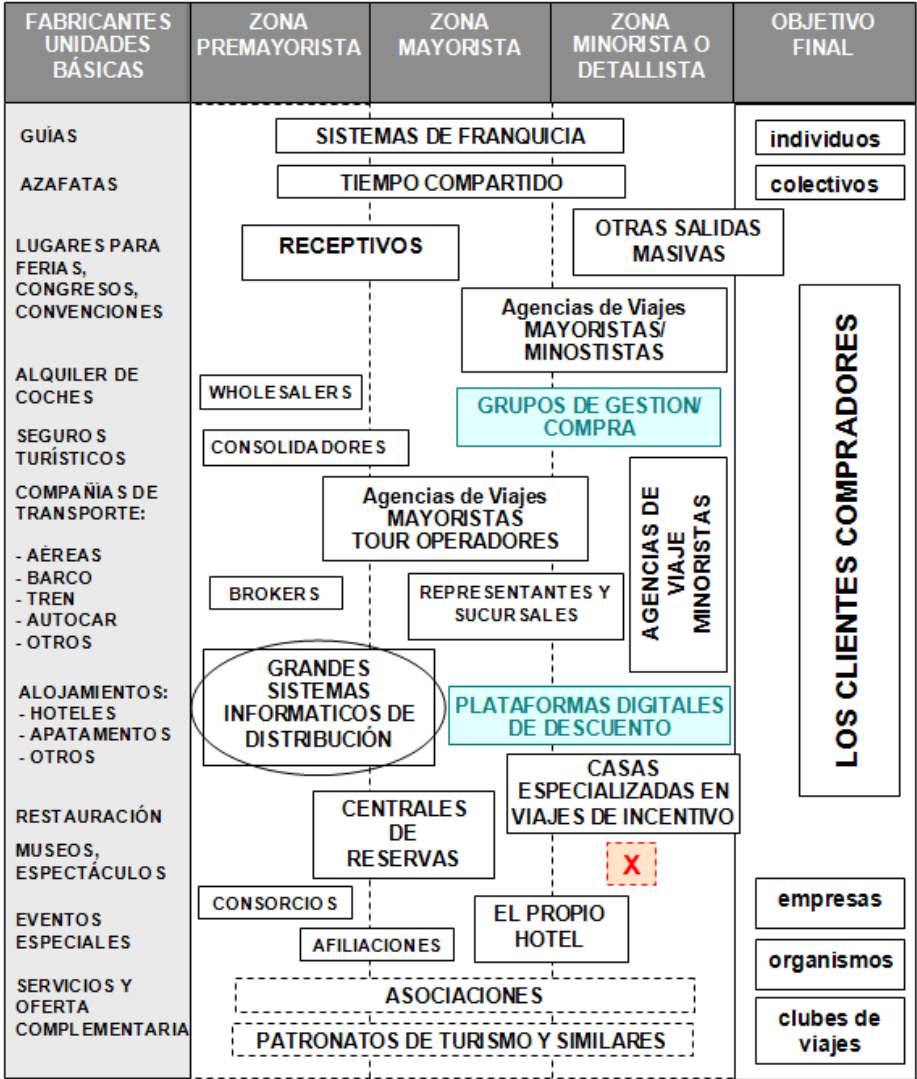 FABRICANTES
UNIDADES
BÁSICAS
ZONA
PREMAYORISTA
ZONA
MAYORISTA
ZONA
MINORISTA O
DETALLISTA
OBJETIVO
FINAL
GUÍAS
AZAFATAS
LUGARES PARA
FERIAS,
CONGRESOS,
CONVENCIONES
ALQUILER DE
COCHES
SEGUROS
TURÍSTICOS
COMPAÑÌAS DE
TRANSPORTE:
- AÉREAS
- BARCO
- TREN
- AUTOCAR
- OTROS
ALOJAMIENTOS:
- HOTELES
- APATAMENTOS
- OTROS
RESTAURACIÓN
MUSEOS,
ESPECTÁCULOS
EVENTOS
ESPECIALES
SERVICIOS Y
OFERTA
COMPLEMENTARIA
SISTEMAS DE FRANQUICIA
TIEMPO COMPARTIDO
RECEPTIVOS
OTRAS SALIDAS
MASIVAS
Agencias de Viajes
MAYORISTAS/
MINOSTISTAS
WHOLESALERS
GRUPOS DE GESTION/
COMPRA
CONSOLIDADORES
Agencias de Viajes
MAYORISTAS
TOUR OPERADORES
AGENCIAS DE
VIAJE
MINORISTAS
BROKERS
REPRESENTANTES Y
SUCURSALES
GRANDES
SISTEMAS
INFORMATICOS DE
DISTRIBUCIÓN
PLATAFORMAS DIGITALES
DE DESCUENTO
CASAS
ESPECIALIZADAS EN
VIAJES DE INCENTIVO
CENTRALES
DE
RESERVAS
X
CONSORCIOS
EL PROPIO
HOTEL
AFILIACIONES
ASOCIACIONES
PATRONATOS DE TURISMO Y SIMILARES
individuos
colectivos
LOS CLIENTES COMPRADORES
empresas
organismos
clubes de
viajes